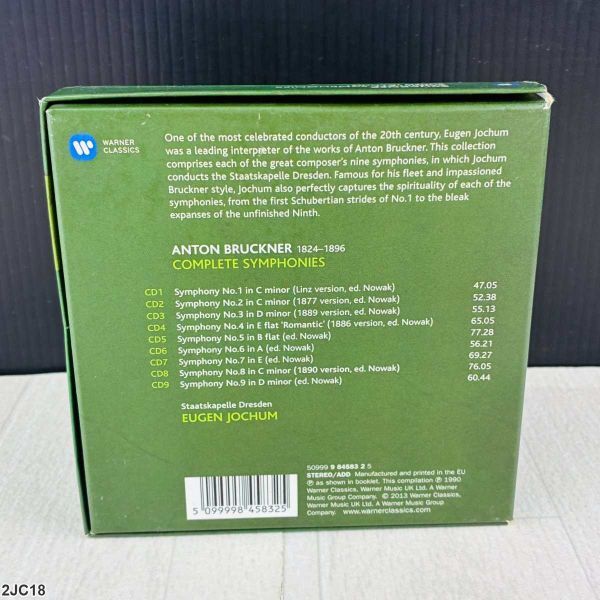 WARNER
CLASSICS
One of the most celebrated conductors of the 20th century, Eugen Jochum
was a leading interpreter of the works of Anton Bruckner. This collection
comprises each of the great composer's nine symphonies, in which Jochum
conducts the Staatskapelle Dresden. Famous for his fleet and impassioned
Bruckner style, Jochum also perfectly captures the spirituality of each of the
symphonies, from the first Schubertian strides of No.1 to the bleak
expanses of the unfinished Ninth.
ANTON BRUCKNER 1824–1896
COMPLETE SYMPHONIES
CD1 Symphony No.1 in C minor (Linz version, ed. Nowak) 47.05
CD2 Symphony No.2 in C minor (1877 version, ed. Nowak) 52.38
CD3 Symphony No.3 in D minor (1889 version, ed. Nowak) 55.13
CD4 Symphony No.4 in E flat 'Romantic' (1886 version, ed. Nowak) 65.05
CD5 Symphony No.5 in B flat (ed. Nowak) 77.28
CD6 Symphony No.6 in A (ed. Nowak) 56.21
CD7 Symphony No.7 in E (ed. Nowak) 69.27
CD8 Symphony No.8 in C minor (1890 version, ed. Nowak) 76.05
CD9 Symphony No.9 in D minor (ed. Nowak) 60.44
Staatskapelle Dresden
EUGEN JOCHUM
50999 9 84583 2 5
STEREO/ADD Manufactured and printed in the EU
℗ as shown in booklet. This compilation ℗ 1990
Warner Classics, Warner Music UK Ltd. A Warner
Music Group Company. © 2013 Warner Classics,
Warner Music UK Ltd. A Warner Music Group
Company. www.warnerclassics.com
5 099998 458325
2JC18